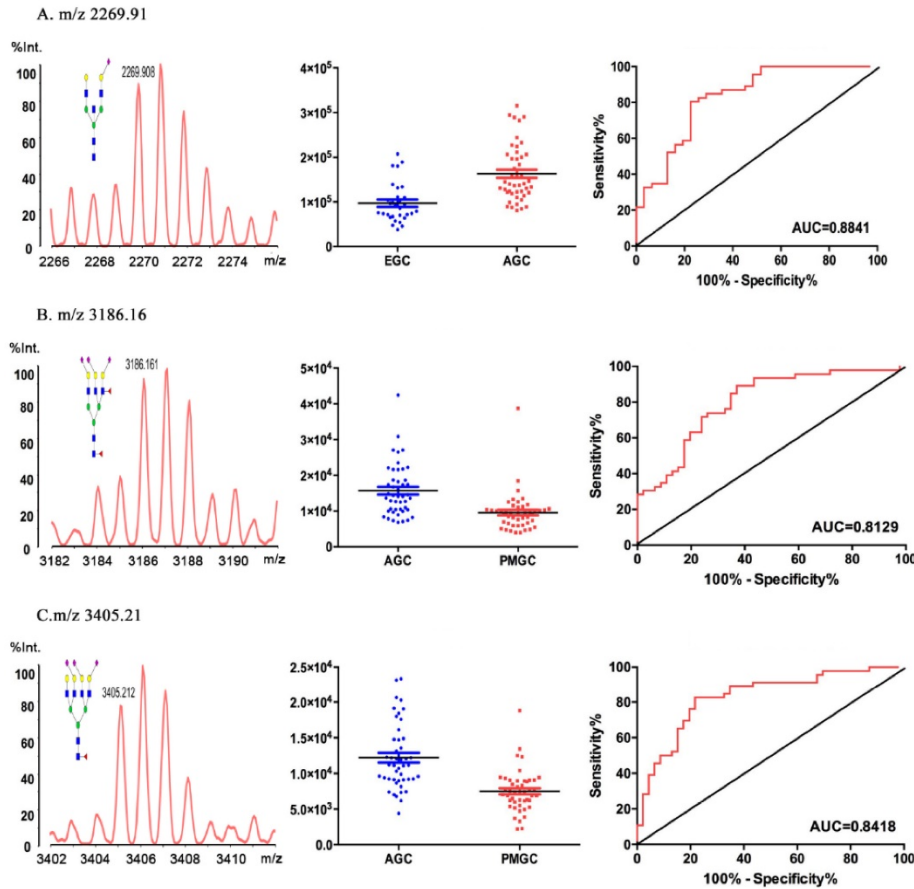 A. m/z 2269.91
%Int.
100
80
60
40
20
0
2269.908
2266 2268 2270 2272 2274 m/z
4×10⁵
3×10⁵
2×10⁵
1×10⁵
0
EGC AGC
Sensitivity%
100
80
60
40
20
0
AUC=0.8841
0 20 40 60 80 100
100% - Specificity%
B. m/z 3186.16
%Int.
100
80
60
40
20
0
3186.161
3182 3184 3186 3188 3190 m/z
5×10⁴
4×10⁴
3×10⁴
2×10⁴
1×10⁴
0
AGC PMGC
Sensitivity%
100
80
60
40
20
0
AUC=0.8129
0 20 40 60 80 100
100% - Specificity%
C.m/z 3405.21
%Int.
100
80
60
40
20
0
3405.212
3402 3404 3406 3408 3410 m/z
2.5×10⁴
2.0×10⁴
1.5×10⁴
1.0×10⁴
5.0×10³
0.0
AGC PMGC
Sensitivity%
100
80
60
40
20
0
AUC=0.8418
0 20 40 60 80 100
100% - Specificity%